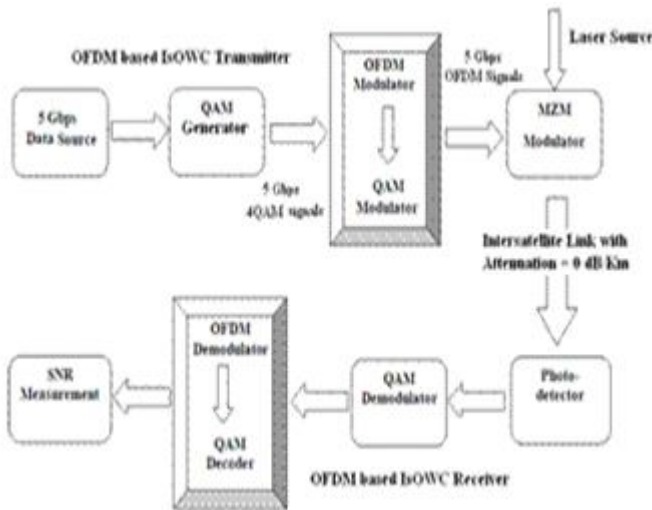 OFDM based IsOWC Transmitter
Laser Source
5 Gbps
Data Source
QAM
Generator
5 Gbps
4QAM signals
OFDM
Modulator
QAM
Modulator
5 Gbps
OFDM Signals
MZM
Modulator
Intersatellite Link with
Attenuation = 0 dB Km
SNR
Measurement
OFDM
Demodulator
QAM
Decoder
QAM
Demodulator
Photo-
detector
OFDM based IsOWC Receiver